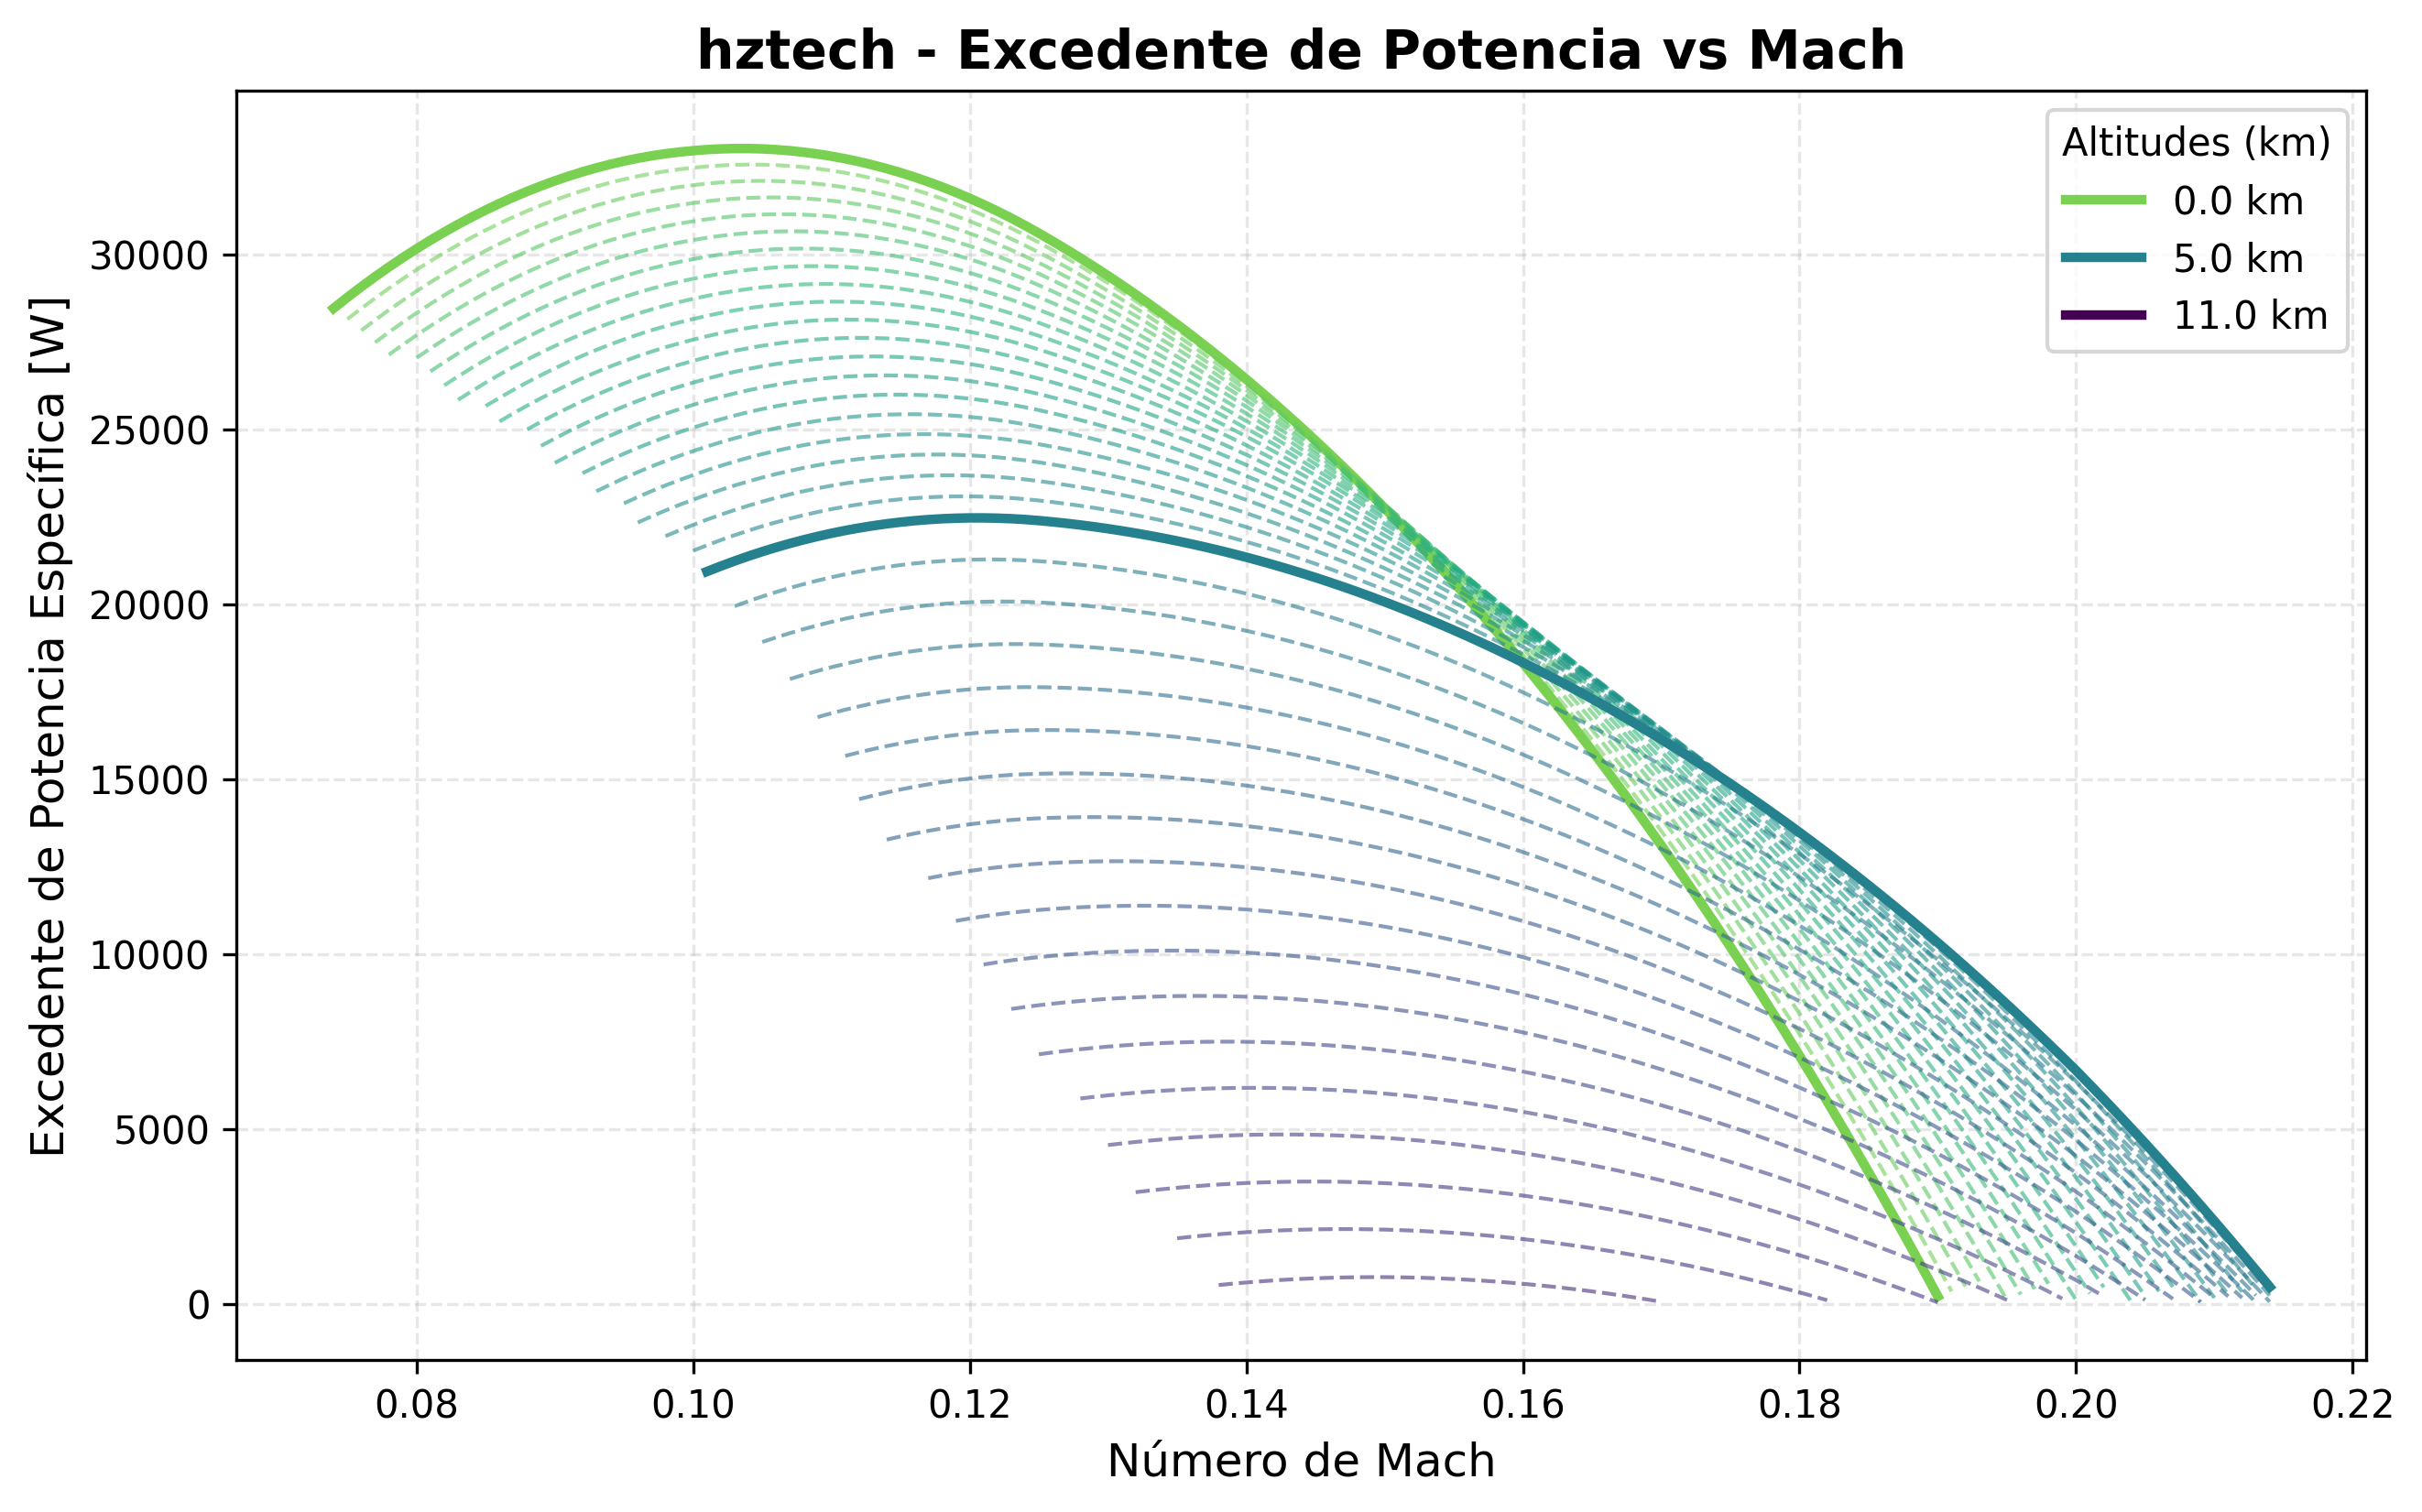 hztech - Excedente de Potencia vs Mach
Altitudes (km)
0.0 km
5.0 km
11.0 km
Excedente de Potencia Específica [W]
30000
25000
20000
15000
10000
5000
0
0.08
0.10
0.12
0.14
0.16
0.18
0.20
0.22
Número de Mach